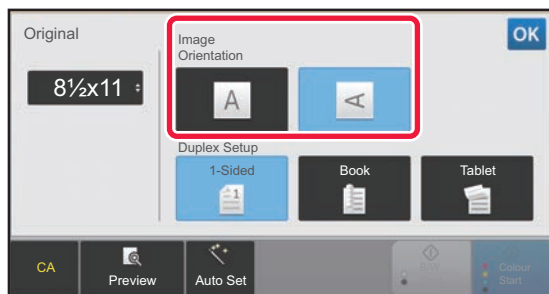 Original
Image
Orientation
OK
8½x11
A
A
Duplex Setup
1-Sided
Book
Tablet
1
CA
Preview
Auto Set
B/W
Start
Colour
Start